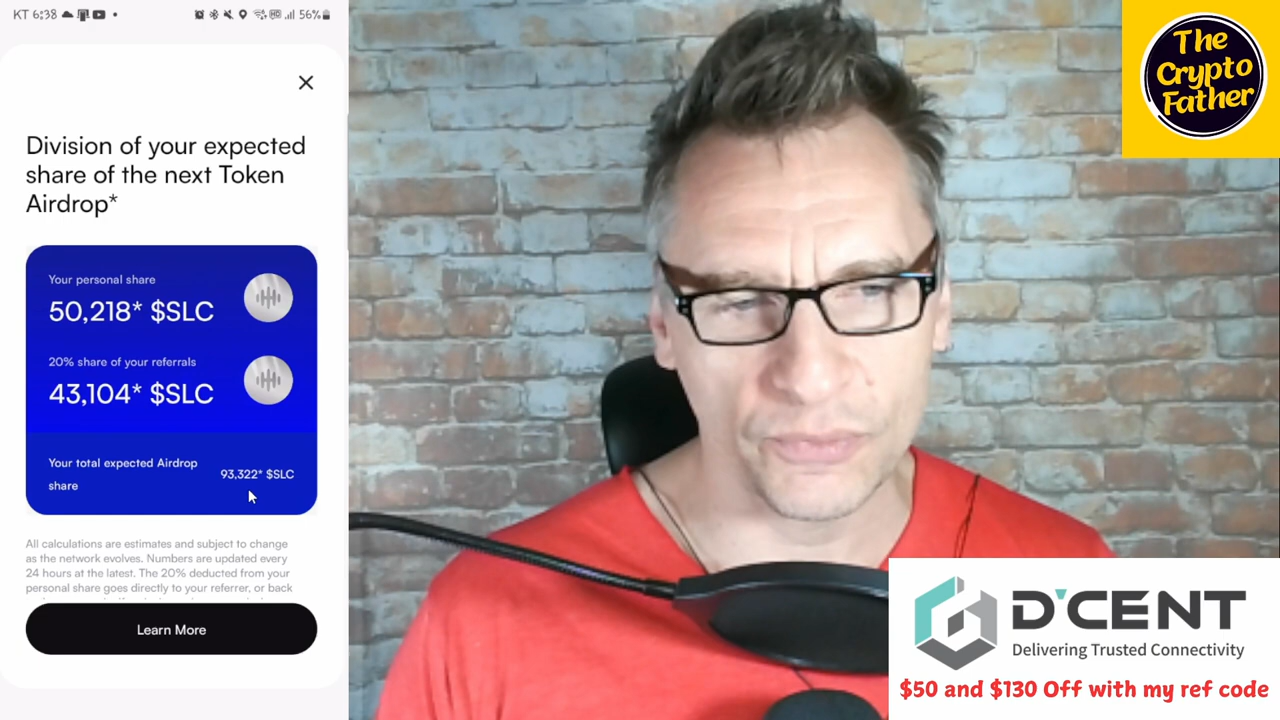 KT 6:38
56%
Division of your expected
share of the next Token
Airdrop*
Your personal share
50,218* $SLC
20% share of your referrals
43,104* $SLC
Your total expected Airdrop
share
93,322* $SLC
All calculations are estimates and subject to change
as the network evolves. Numbers are updated every
24 hours at the latest. The 20% deducted from your
personal share goes directly to your referrer, or back
Learn More
The
Crypto
Father
D'CENT
Delivering Trusted Connectivity
$50 and $130 Off with my ref code